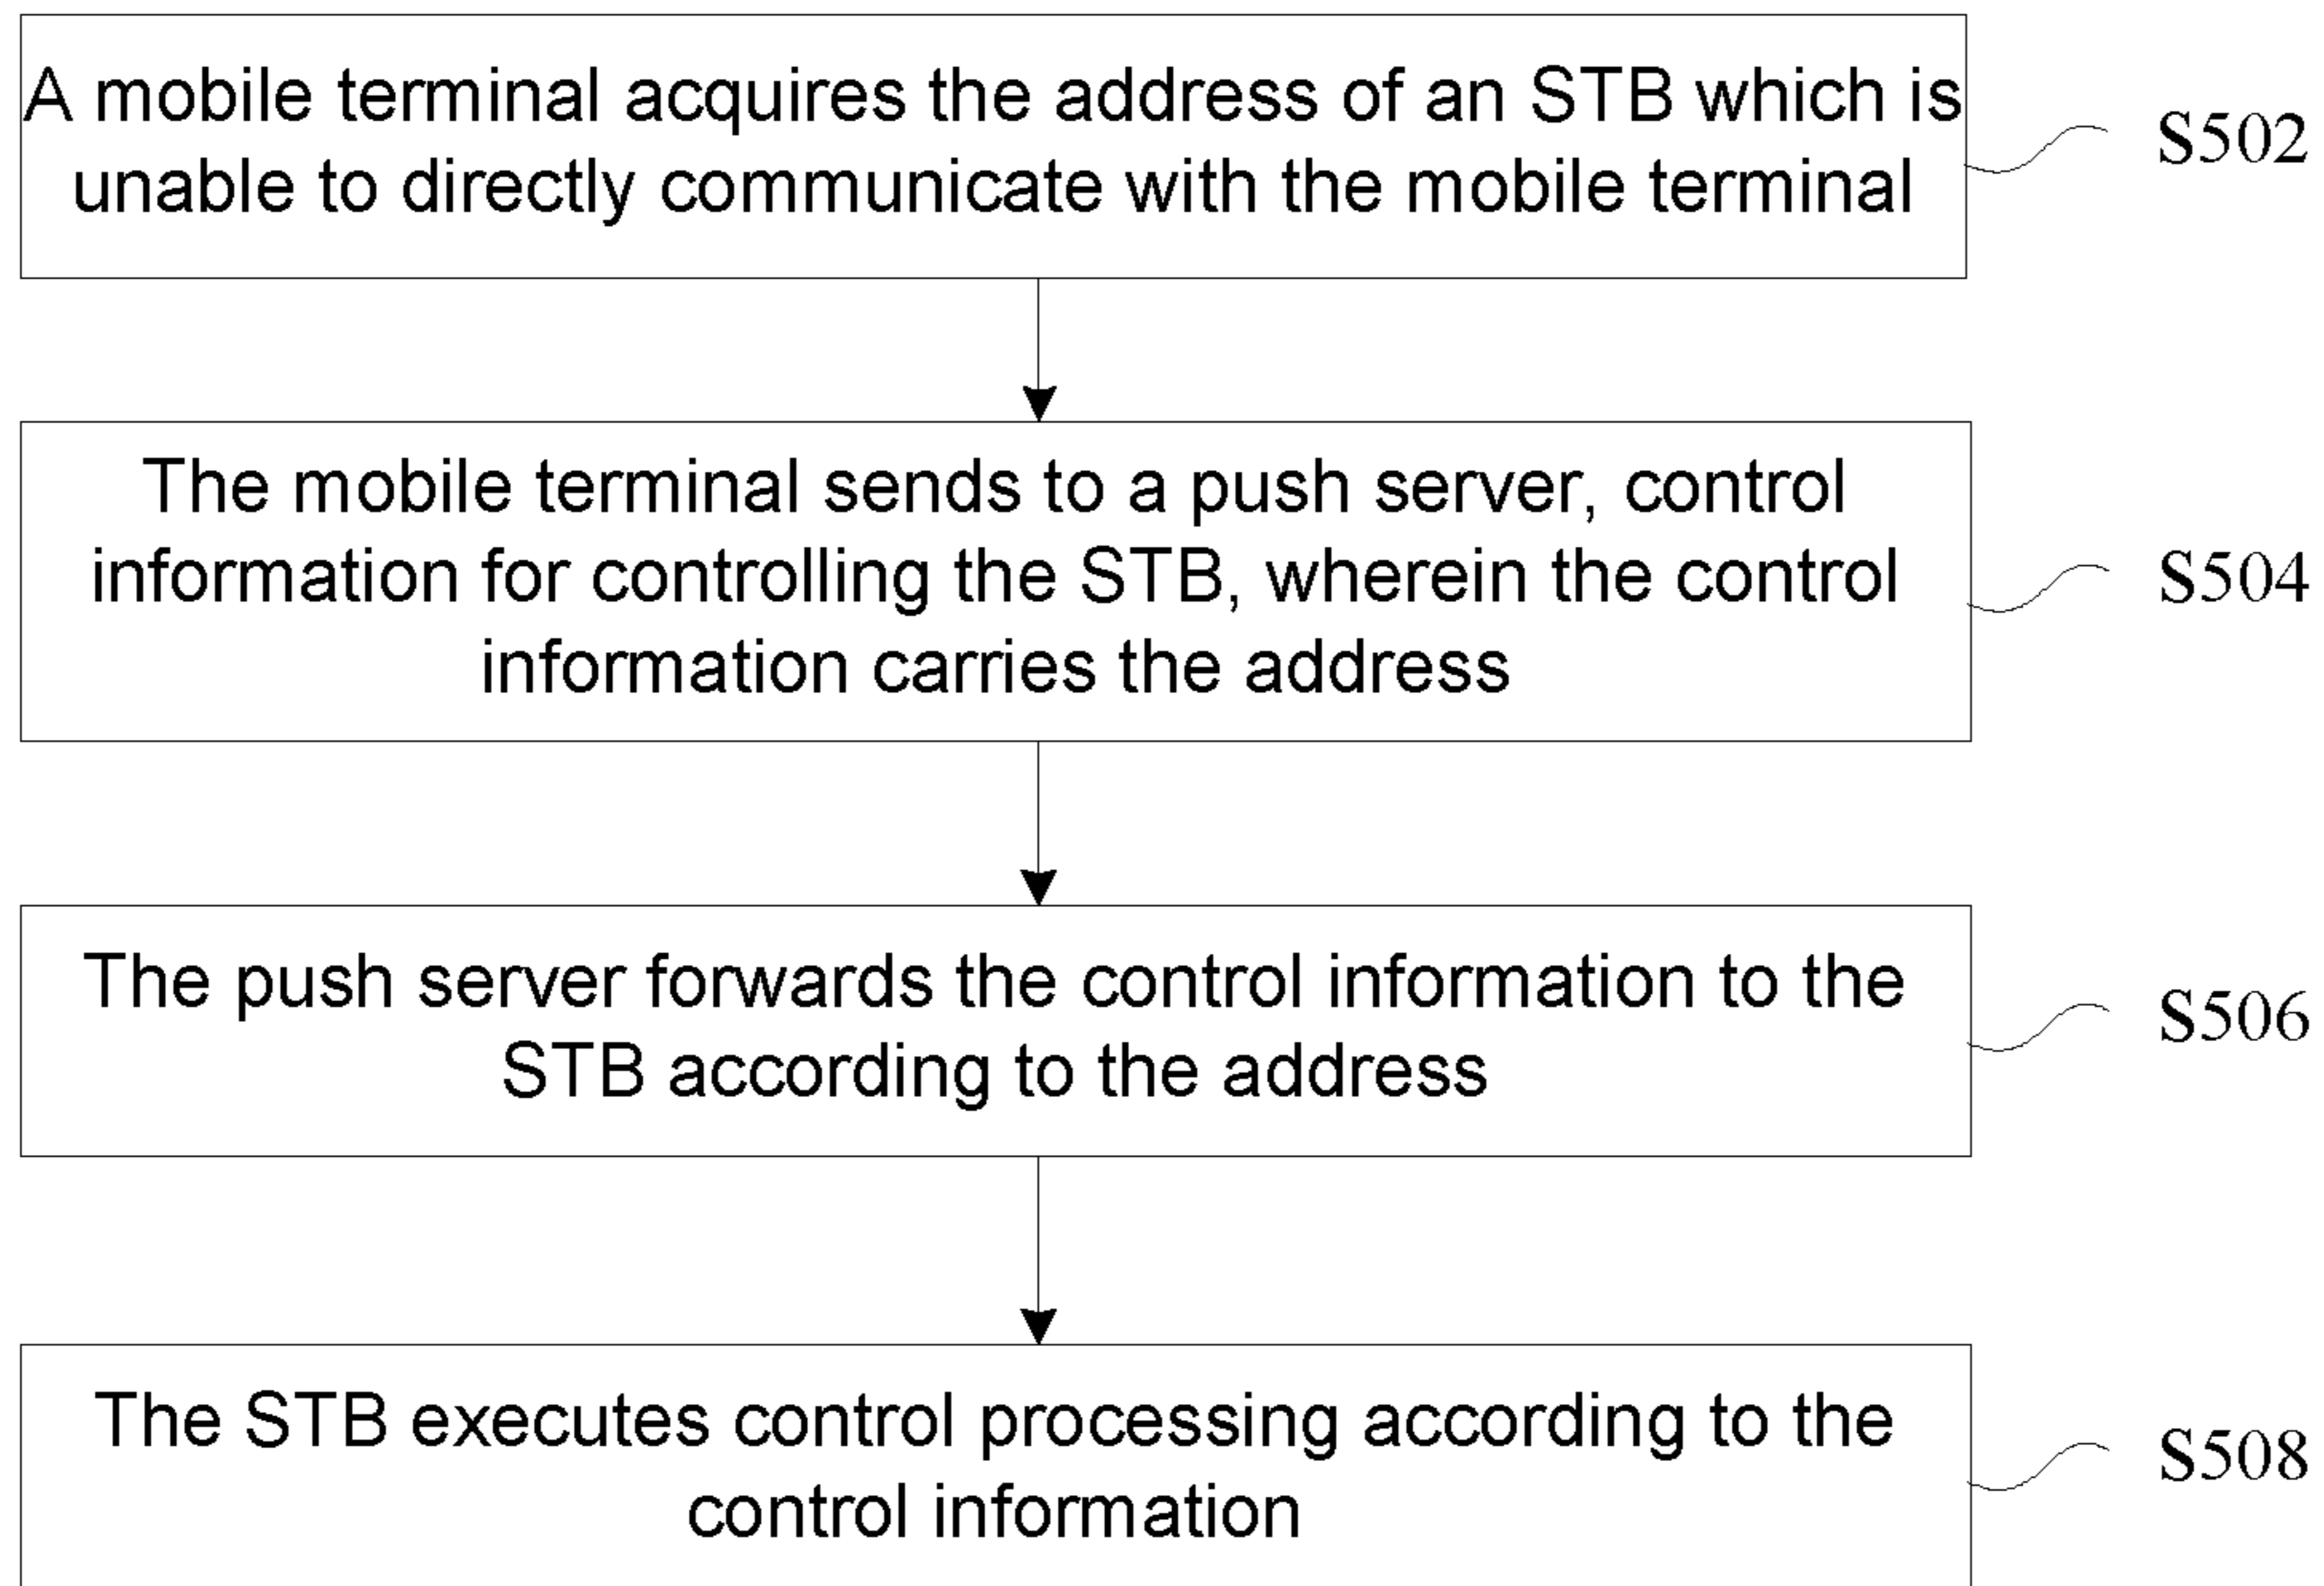 A mobile terminal acquires the address of an STB which is
unable to directly communicate with the mobile terminal
S502
The mobile terminal sends to a push server, control
information for controlling the STB, wherein the control
information carries the address
S504
The push server forwards the control information to the
STB according to the address
S506
The STB executes control processing according to the
control information
S508